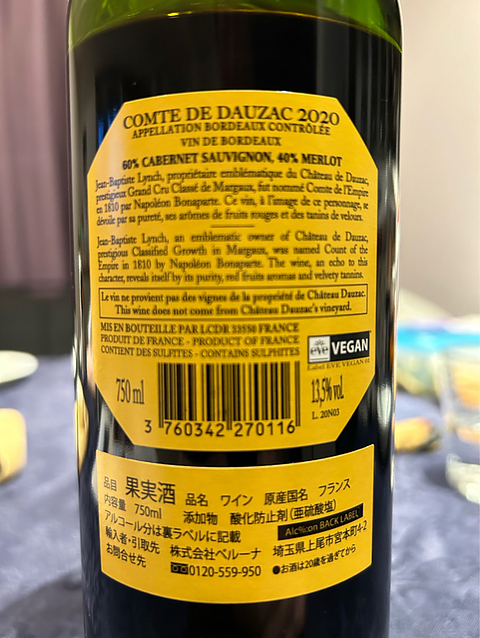 COMTE DE DAUZAC 2020
APPELLATION BORDEAUX CONTRÔLÉE
VIN DE BORDEAUX
60% CABERNET SAUVIGNON, 40% MERLOT
Jean-Baptiste Lynch, propriétaire emblématique du Château de Dauzac,
prestigieux Grand Cru Classé de Margaux, fut nommé Comte de l'Empire
en 1810 par Napoléon Bonaparte. Ce vin, à l'image de ce personnage, se
dévoile par sa pureté, ses arômes de fruits rouges et des tanins de velours.
Jean-Baptiste Lynch, an emblematic owner of Château de Dauzac,
prestigious Classified Growth in Margaux, was named Count of the
Empire in 1810 by Napoléon Bonaparte. The wine, an echo to this
character, reveals itself by its purity, red fruits aromas and velvety tannins.
Le vin ne provient pas des vignes de la propriété de Château Dauzac.
This wine does not come from Château Dauzac's vineyard.
MIS EN BOUTEILLE PAR LCDR 33550 FRANCE
PRODUIT DE FRANCE - PRODUCT OF FRANCE
CONTIENT DES SULFITES - CONTAINS SULPHITES
eve VEGAN
Label EVE VEGAN 01
750 ml
13,5% vol.
L. 20N03
3 760342 270116
品目 果実酒 品名 ワイン 原産国名 フランス
内容量 750ml 添加物 酸化防止剤(亜硫酸塩)
アルコール分は裏ラベルに記載 Alc%:on BACK LABEL
輸入者・引取先 株式会社ベルーナ 埼玉県上尾市宮本町4-2
お問合せ先 0120-559-950 ●お酒は20歳を過ぎてから